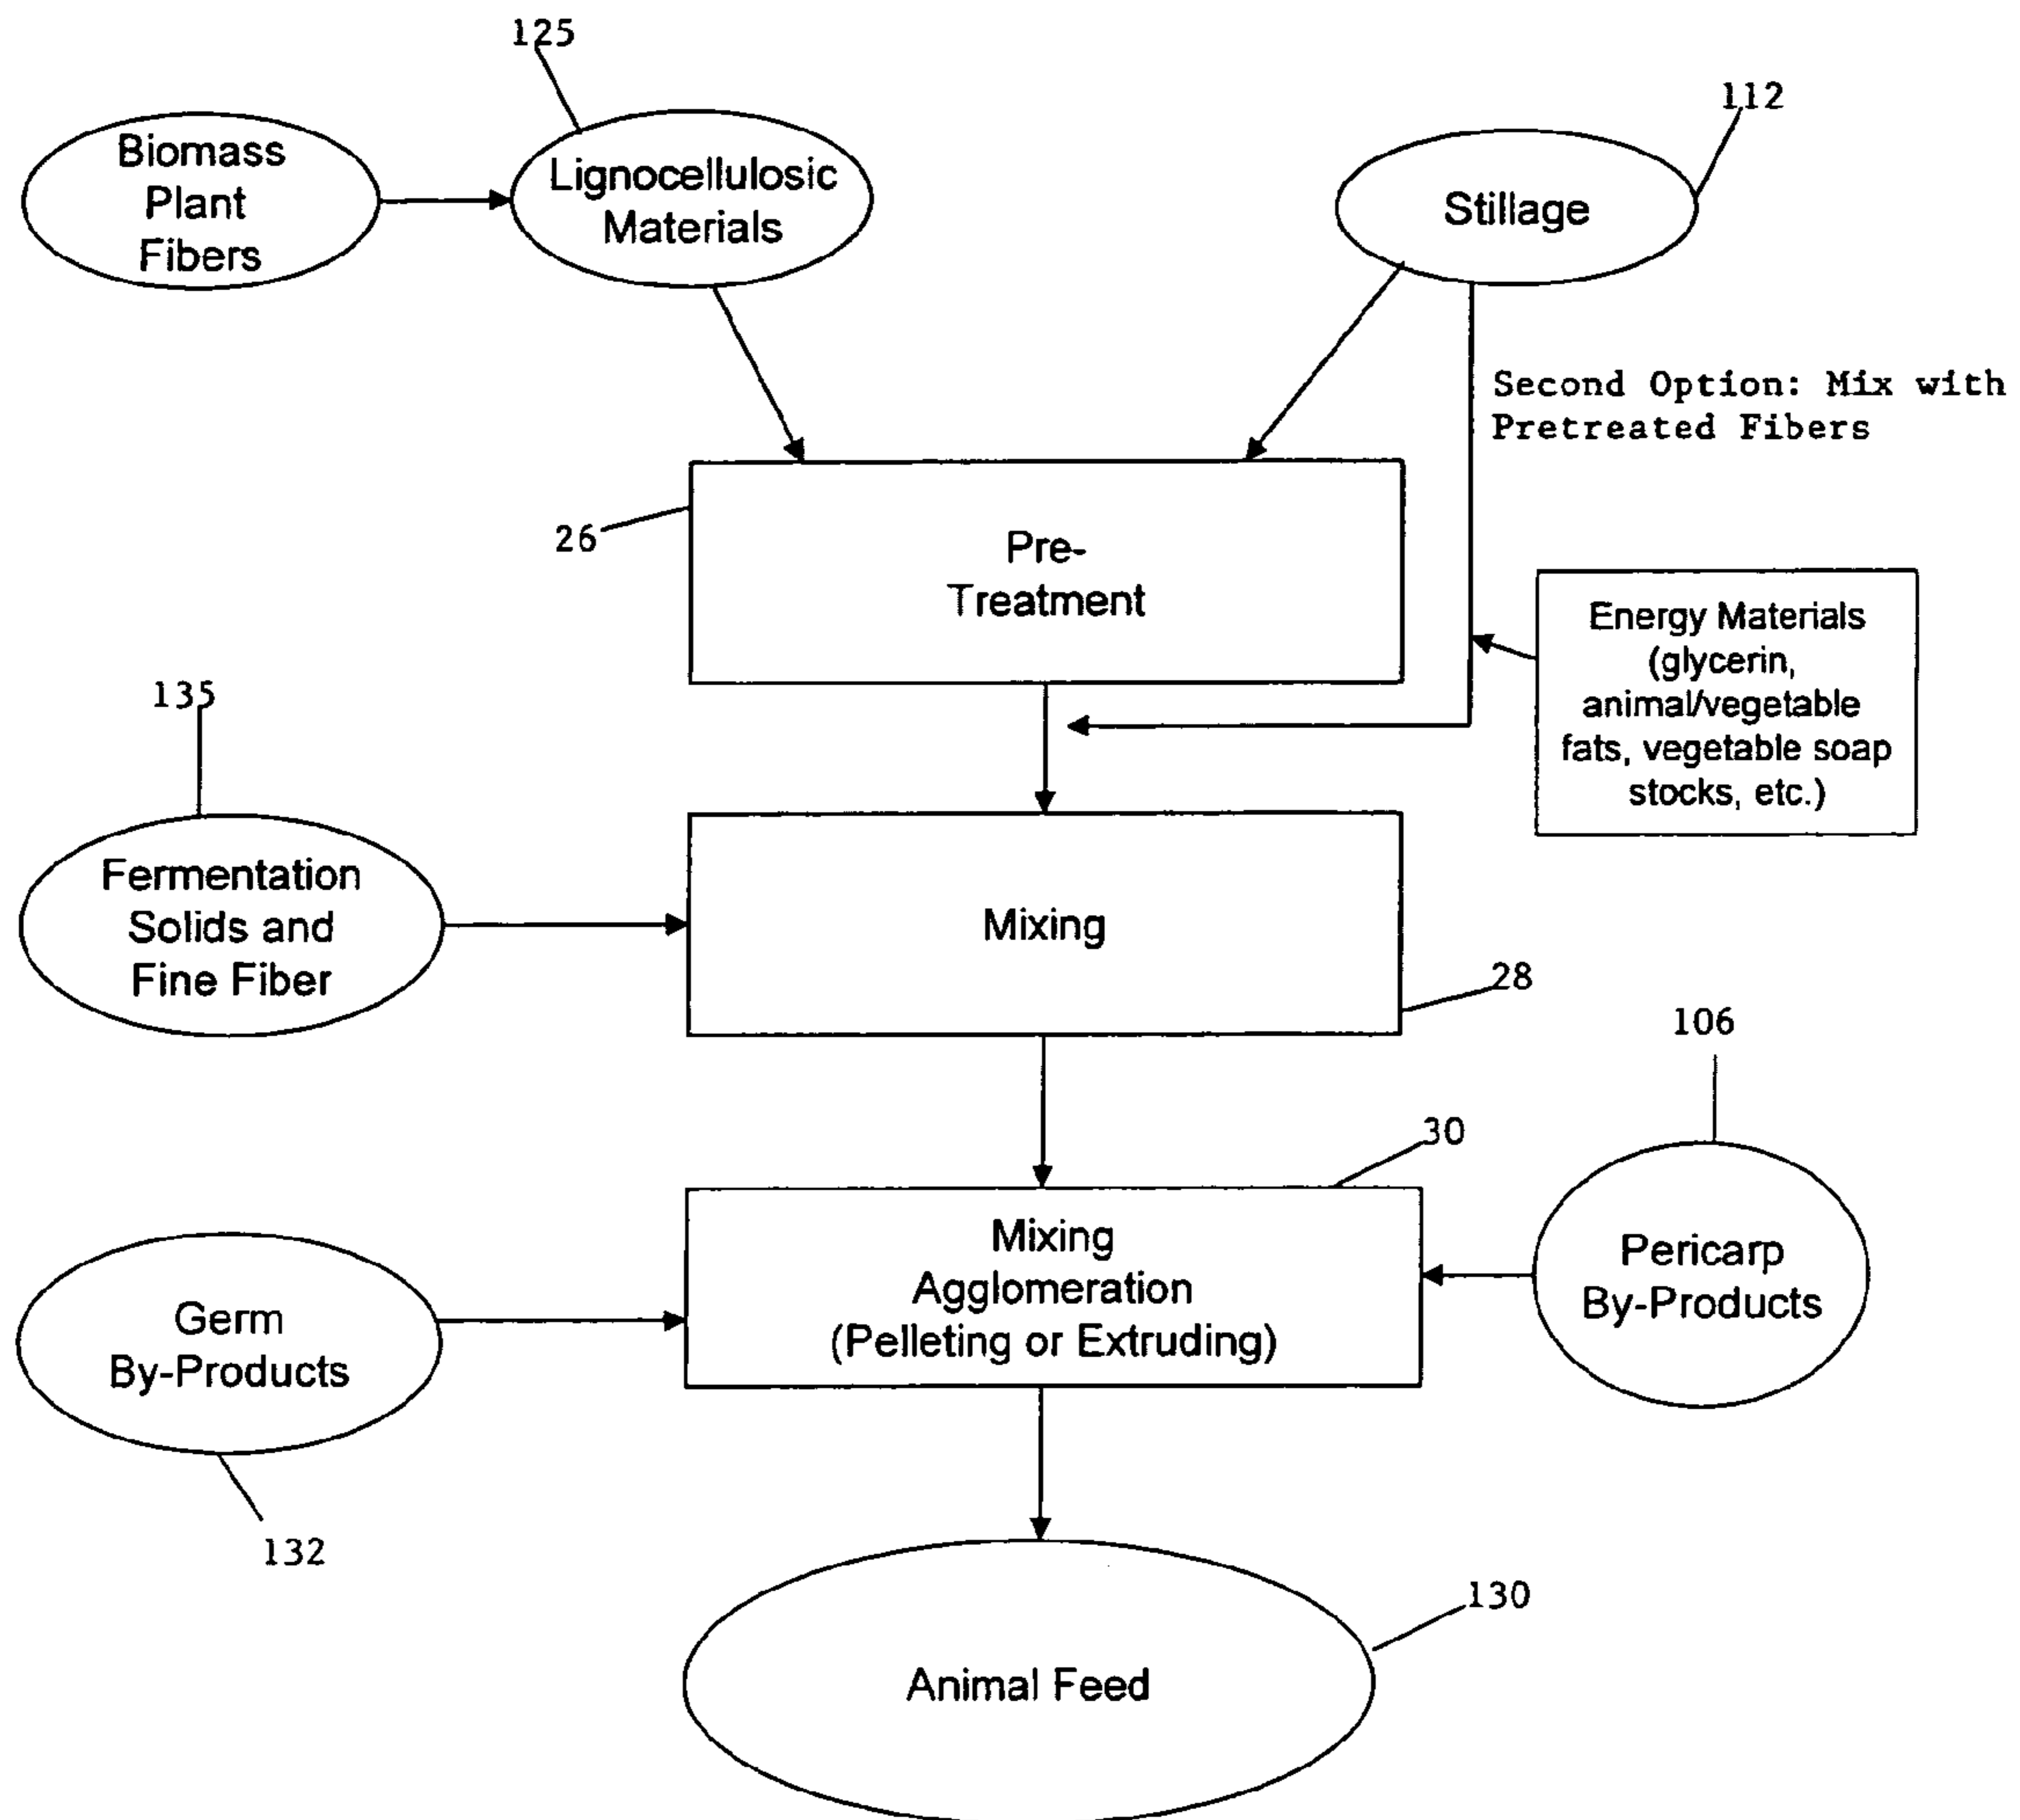 125
112
Biomass
Plant
Fibers
Lignocellulosic
Materials
Stillage
Second Option: Mix with
Pretreated Fibers
26
Pre-
Treatment
Energy Materials
(glycerin,
animal/vegetable
fats, vegetable soap
stocks, etc.)
135
Fermentation
Solids and
Fine Fiber
Mixing
28
106
30
Mixing
Agglomeration
(Pelleting or Extruding)
Pericarp
By-Products
Germ
By-Products
132
130
Animal Feed